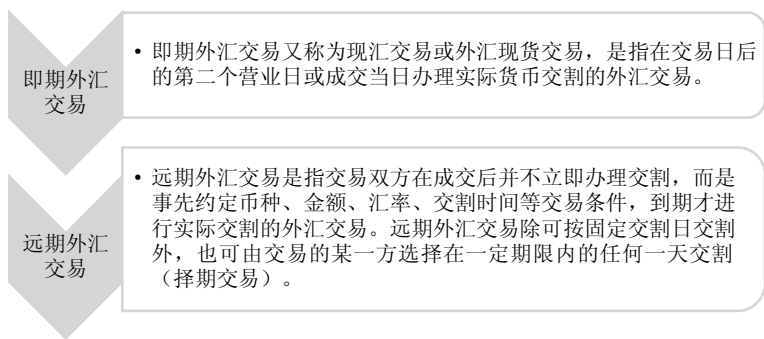 即期外汇
交易
• 即期外汇交易又称为现汇交易或外汇现货交易，是指在交易日后
的第二个营业日或成交当日办理实际货币交割的外汇交易。
远期外汇
交易
• 远期外汇交易是指交易双方在成交后并不立即办理交割，而是
事先约定币种、金额、汇率、交割时间等交易条件，到期才进
行实际交割的外汇交易。远期外汇交易除可按固定交割日交割
外，也可由交易的某一方选择在一定期限内的任何一天交割
（择期交易）。